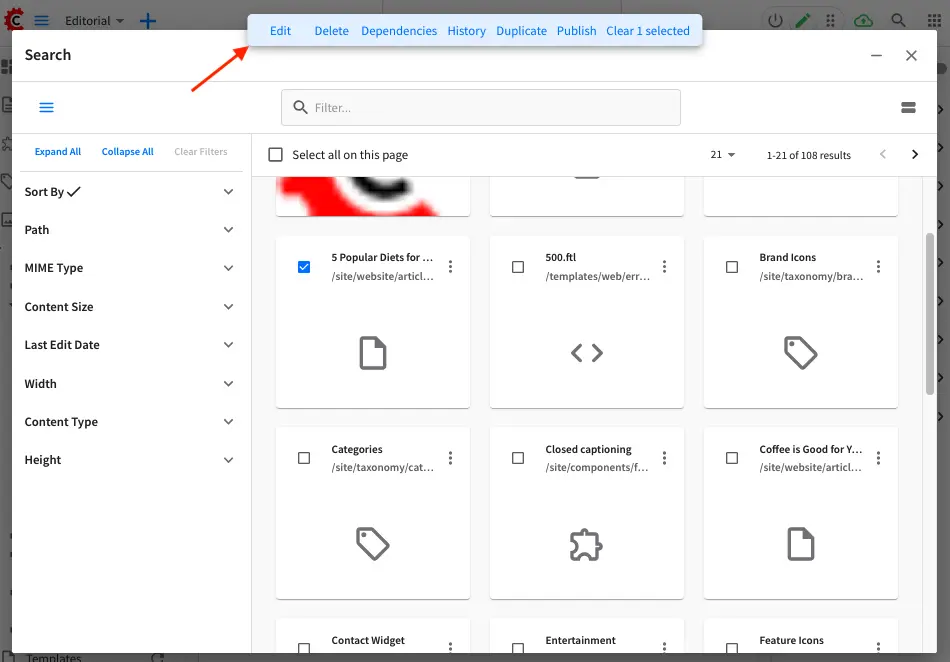 Editorial
Edit Delete Dependencies History Duplicate Publish Clear 1 selected
Search
Filter...
Expand All Collapse All Clear Filters
Select all on this page
21
1-21 of 108 results
Sort By
Path
MIME Type
Content Size
Last Edit Date
Width
Content Type
Height
5 Popular Diets for ...
/site/website/articl...
500.ftl
/templates/web/err...
Brand Icons
/site/taxonomy/bra...
Categories
/site/taxonomy/cat...
Closed captioning
/site/components/f...
Coffee is Good for Y...
/site/website/articl...
Contact Widget
Entertainment
Feature Icons
Templates